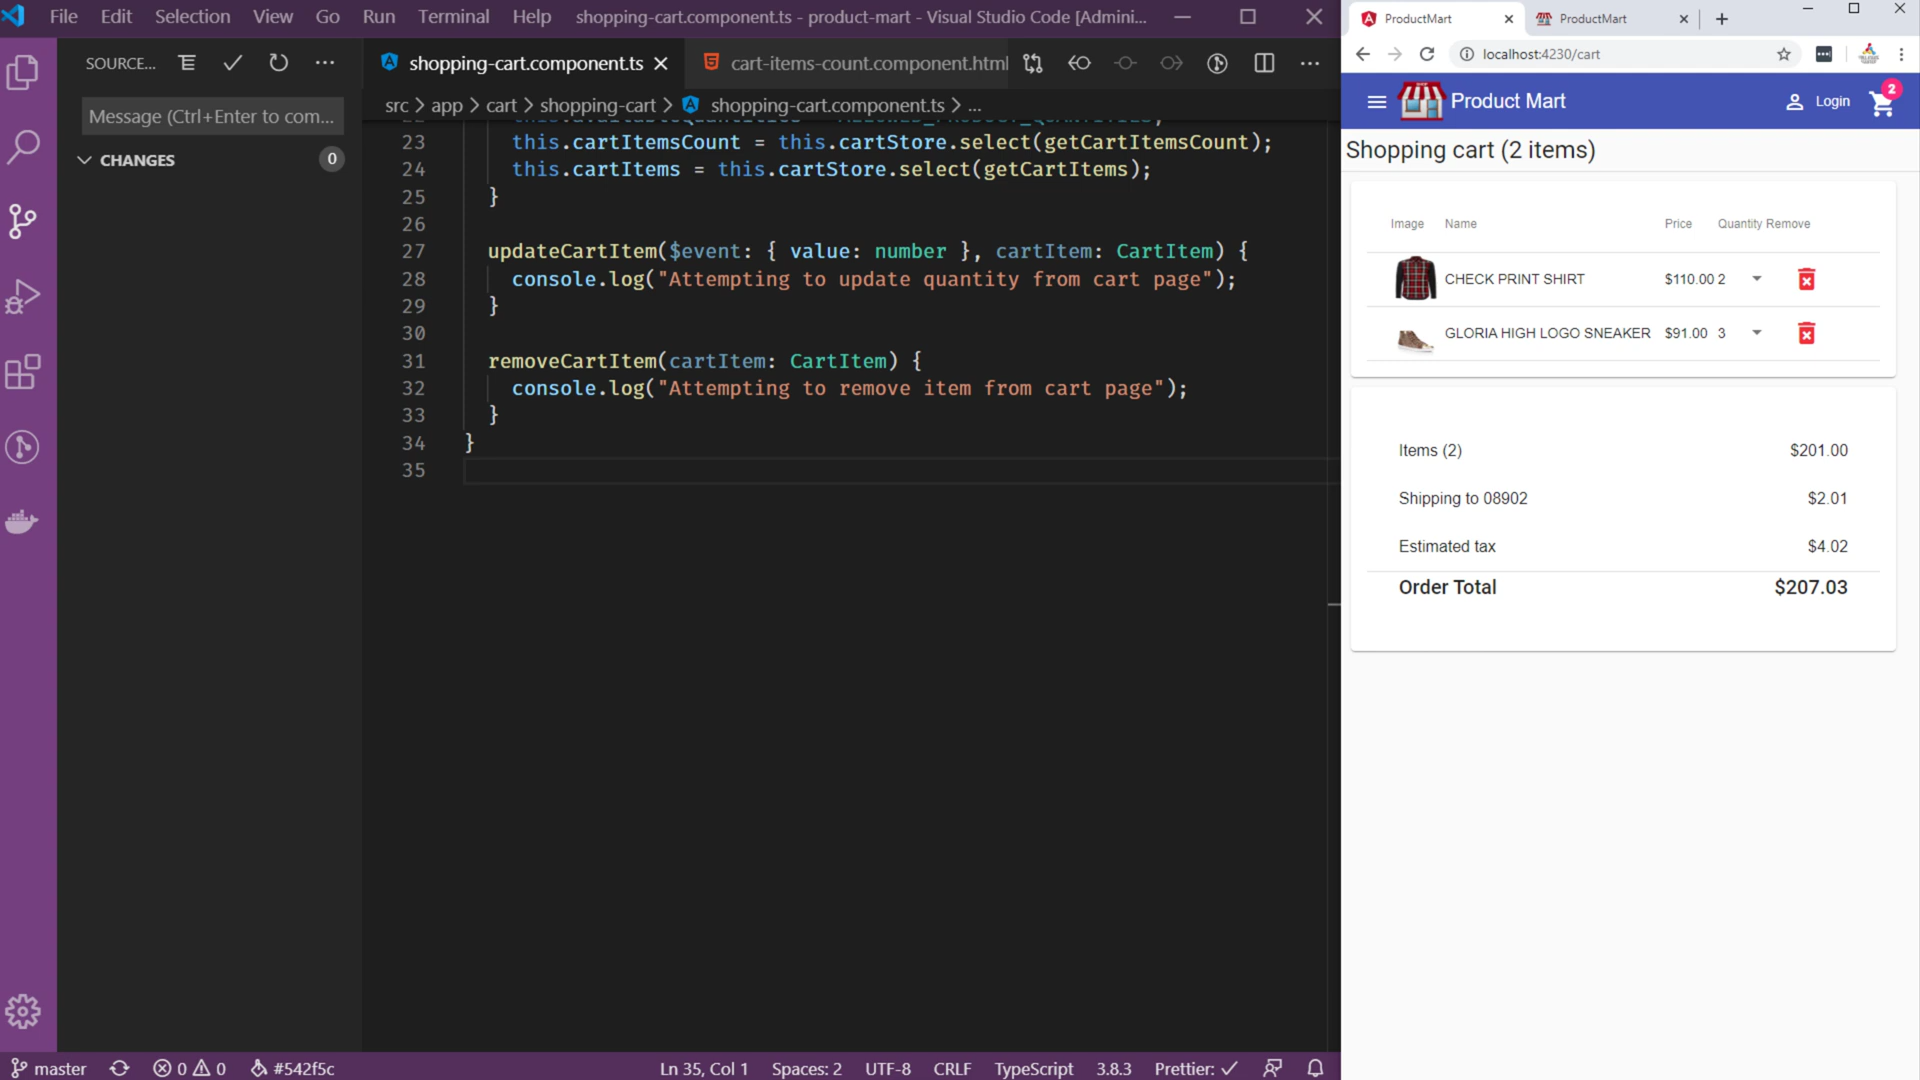 File Edit Selection View Go Run Terminal Help shopping-cart.component.ts - product-mart - Visual Studio Code [Admini...
SOURCE...
Message (Ctrl+Enter to com...
CHANGES 0
shopping-cart.component.ts cart-items-count.component.html
src > app > cart > shopping-cart > shopping-cart.component.ts > ...
23 this.cartItemsCount = this.cartStore.select(getCartItemsCount);
24 this.cartItems = this.cartStore.select(getCartItems);
25 }
26
27 updateCartItem($event: { value: number }, cartItem: CartItem) {
28 console.log("Attempting to update quantity from cart page");
29 }
30
31 removeCartItem(cartItem: CartItem) {
32 console.log("Attempting to remove item from cart page");
33 }
34 }
35
master 0 0 #542f5c Ln 35, Col 1 Spaces: 2 UTF-8 CRLF TypeScript 3.8.3 Prettier: ✓
ProductMart ProductMart
localhost:4230/cart
Product Mart Login 2
Shopping cart (2 items)
Image Name Price Quantity Remove
CHECK PRINT SHIRT $110.00 2
GLORIA HIGH LOGO SNEAKER $91.00 3
Items (2) $201.00
Shipping to 08902 $2.01
Estimated tax $4.02
Order Total $207.03